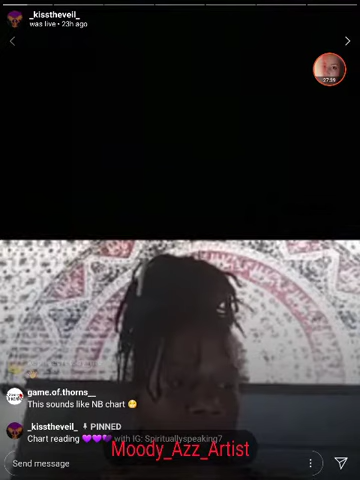 _kisstheveil_
was live • 23h ago
27:59
game.of.thorns__
This sounds like NB chart 🤭
_kisstheveil_ PINNED
Chart reading 💜💜💜 with IG: Spirituallyspeaking7
Moody_Azz_Artist
Send message